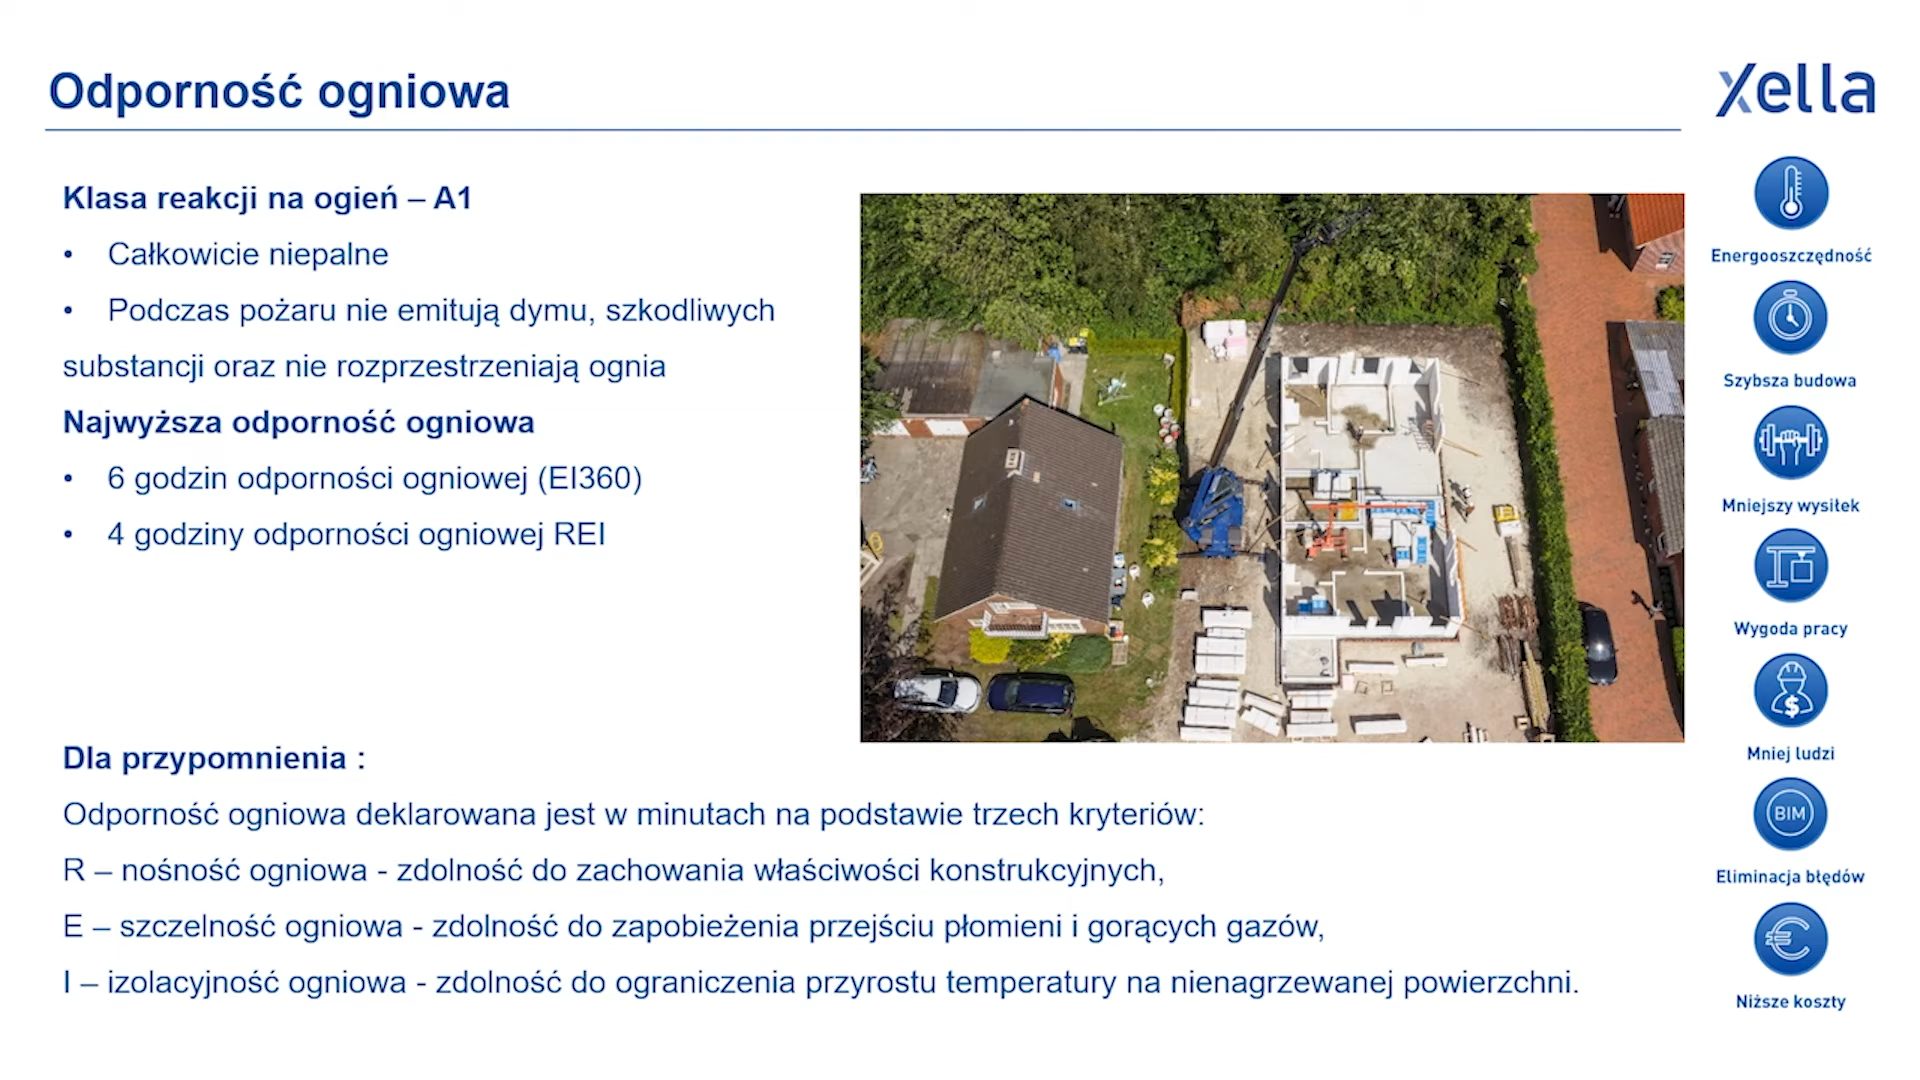 Odporność ogniowa
xella
Klasa reakcji na ogień – A1
• Całkowicie niepalne
• Podczas pożaru nie emitują dymu, szkodliwych
substancji oraz nie rozprzestrzeniają ognia
Najwyższa odporność ogniowa
• 6 godzin odporności ogniowej (EI360)
• 4 godziny odporności ogniowej REI
Dla przypomnienia :
Odporność ogniowa deklarowana jest w minutach na podstawie trzech kryteriów:
R – nośność ogniowa - zdolność do zachowania właściwości konstrukcyjnych,
E – szczelność ogniowa - zdolność do zapobieżenia przejściu płomieni i gorących gazów,
I – izolacyjność ogniowa - zdolność do ograniczenia przyrostu temperatury na nienagrzewanej powierzchni.
Energooszczędność
Szybsza budowa
Mniejszy wysiłek
Wygoda pracy
$
Mniej ludzi
BIM
Eliminacja błędów
€
Niższe koszty